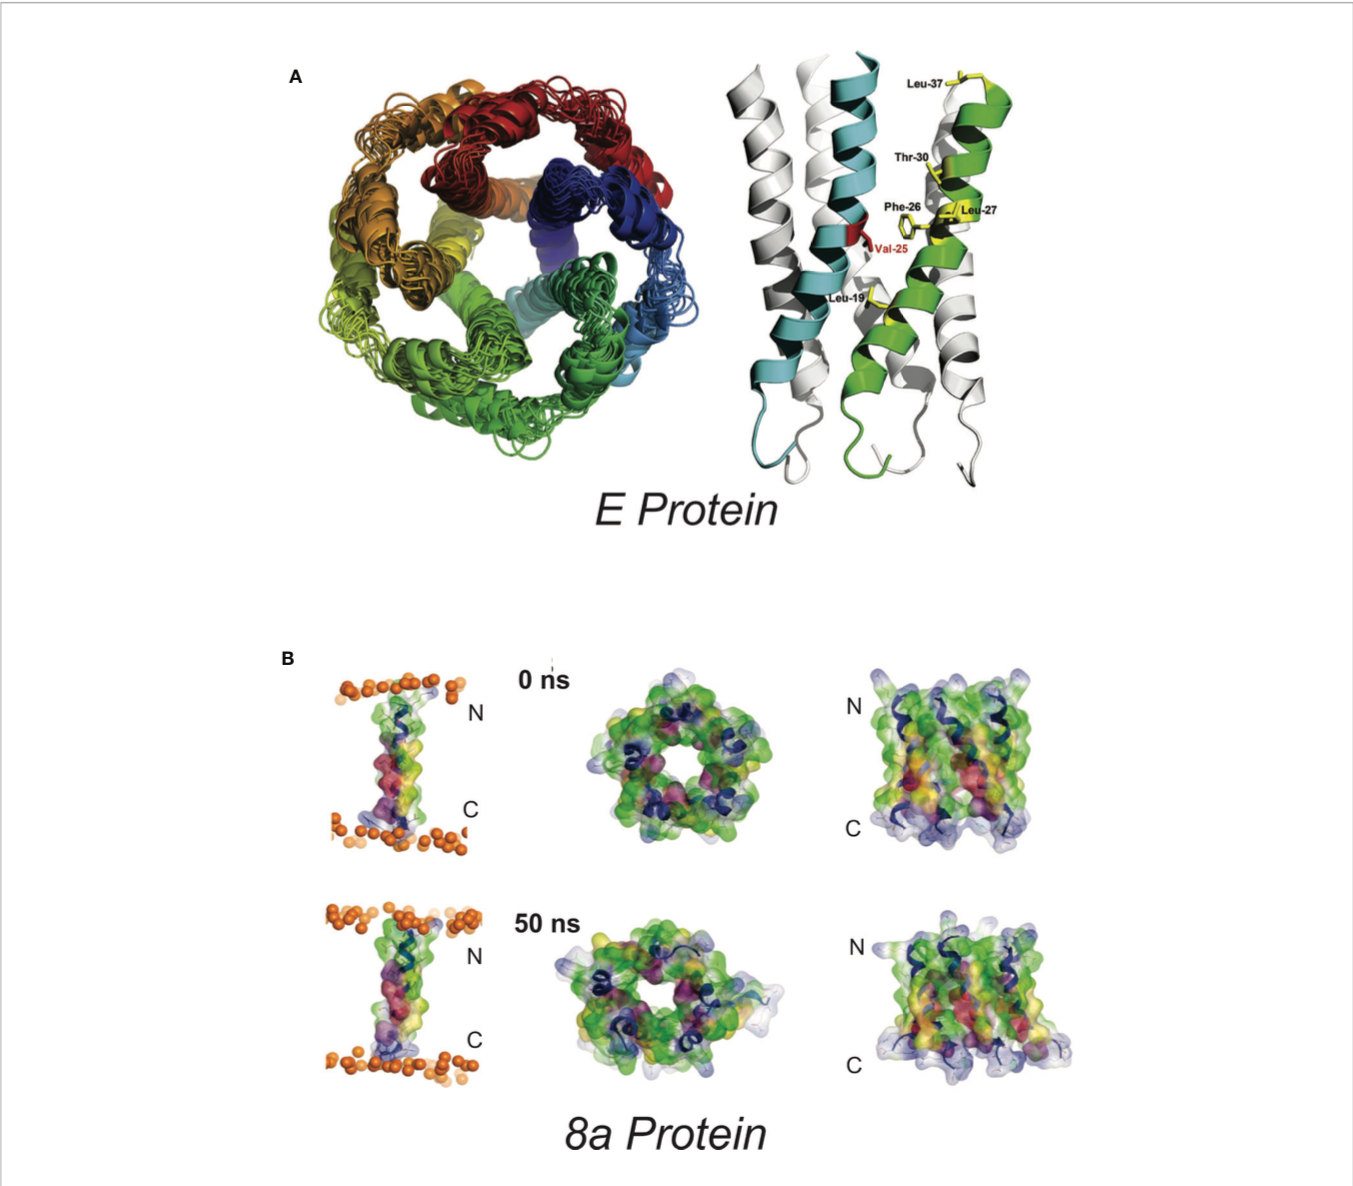 A
Leu-37
Thr-30
Phe-26
Leu-27
Val-25
Leu-19
E Protein
B
0 ns
N
N
C
C
50 ns
N
N
C
C
8a Protein